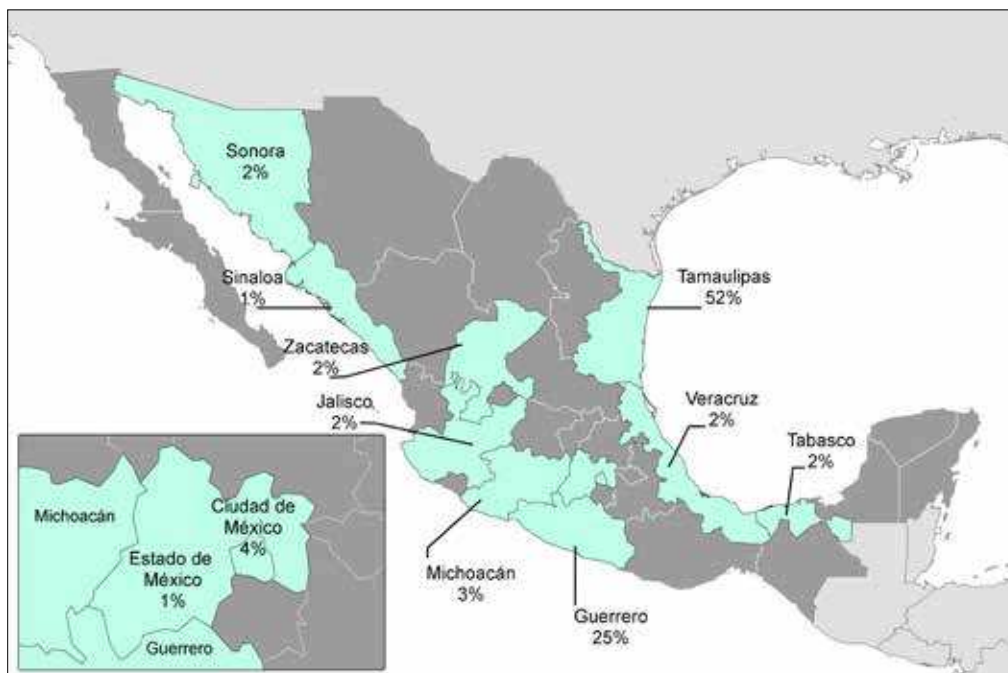 Sonora
2%
Sinaloa
1%
Tamaulipas
52%
Zacatecas
2%
Jalisco
2%
Veracruz
2%
Tabasco
2%
Michoacán
3%
Guerrero
25%
Michoacán
Ciudad de
México
4%
Estado de
México
1%
Guerrero